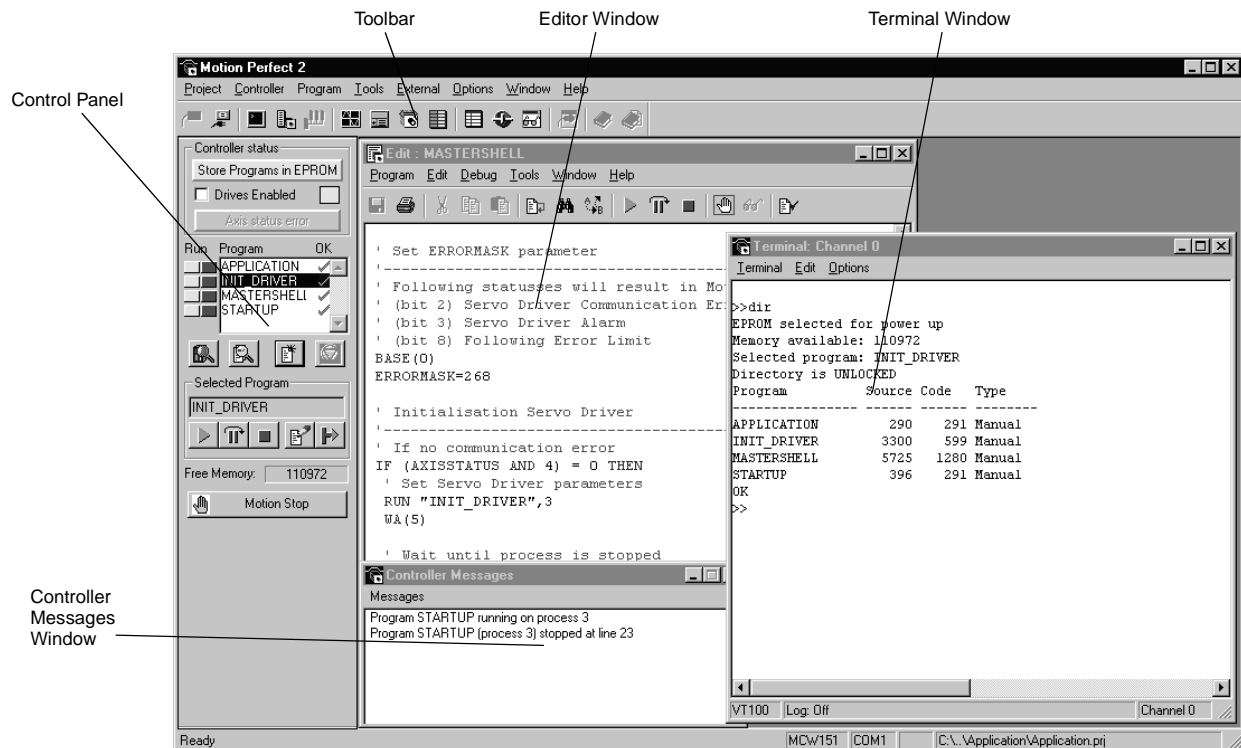 Toolbar
Editor Window
Terminal Window
Control Panel
Controller
Messages
Window
Motion Perfect 2
Project Controller Program Tools External Options Window Help
Controller status
Store Programs in EPROM
Drives Enabled
Axis status error
Run Program OK
APPLICATION
INIT_DRIVER
MASTERSHELL
STARTUP
Selected Program
INIT_DRIVER
Free Memory: 110972
Motion Stop
Edit : MASTERSHELL
Program Edit Debug Tools Window Help
' Set ERRORMASK parameter
'----------------------------------------
' Following statusses will result in Mo
' (bit 2) Servo Driver Communication Er
' (bit 3) Servo Driver Alarm
' (bit 8) Following Error Limit
BASE(0)
ERRORMASK=268
' Initialisation Servo Driver
'----------------------------------------
' If no communication error
IF (AXISSTATUS AND 4) = 0 THEN
' Set Servo Driver parameters
RUN "INIT_DRIVER",3
WA(5)
' Wait until process is stopped
Controller Messages
Messages
Program STARTUP running on process 3
Program STARTUP (process 3) stopped at line 23
Terminal: Channel 0
Terminal Edit Options
>>dir
EPROM selected for power up
Memory available: 110972
Selected program: INIT_DRIVER
Directory is UNLOCKED
Program Source Code Type
---------------- ------ ------ --------
APPLICATION 290 291 Manual
INIT_DRIVER 3300 599 Manual
MASTERSHELL 5725 1280 Manual
STARTUP 396 291 Manual
OK
>>
VT100 Log: Off Channel 0
Ready MCW151 COM1 C:\..\Application\Application.prj